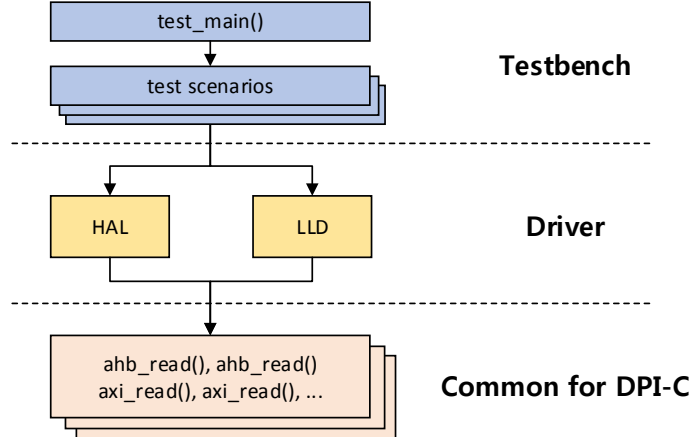 test_main()
Testbench
test scenarios
HAL
LLD
Driver
ahb_read(), ahb_read()
axi_read(), axi_read(), ...
Common for DPI-C